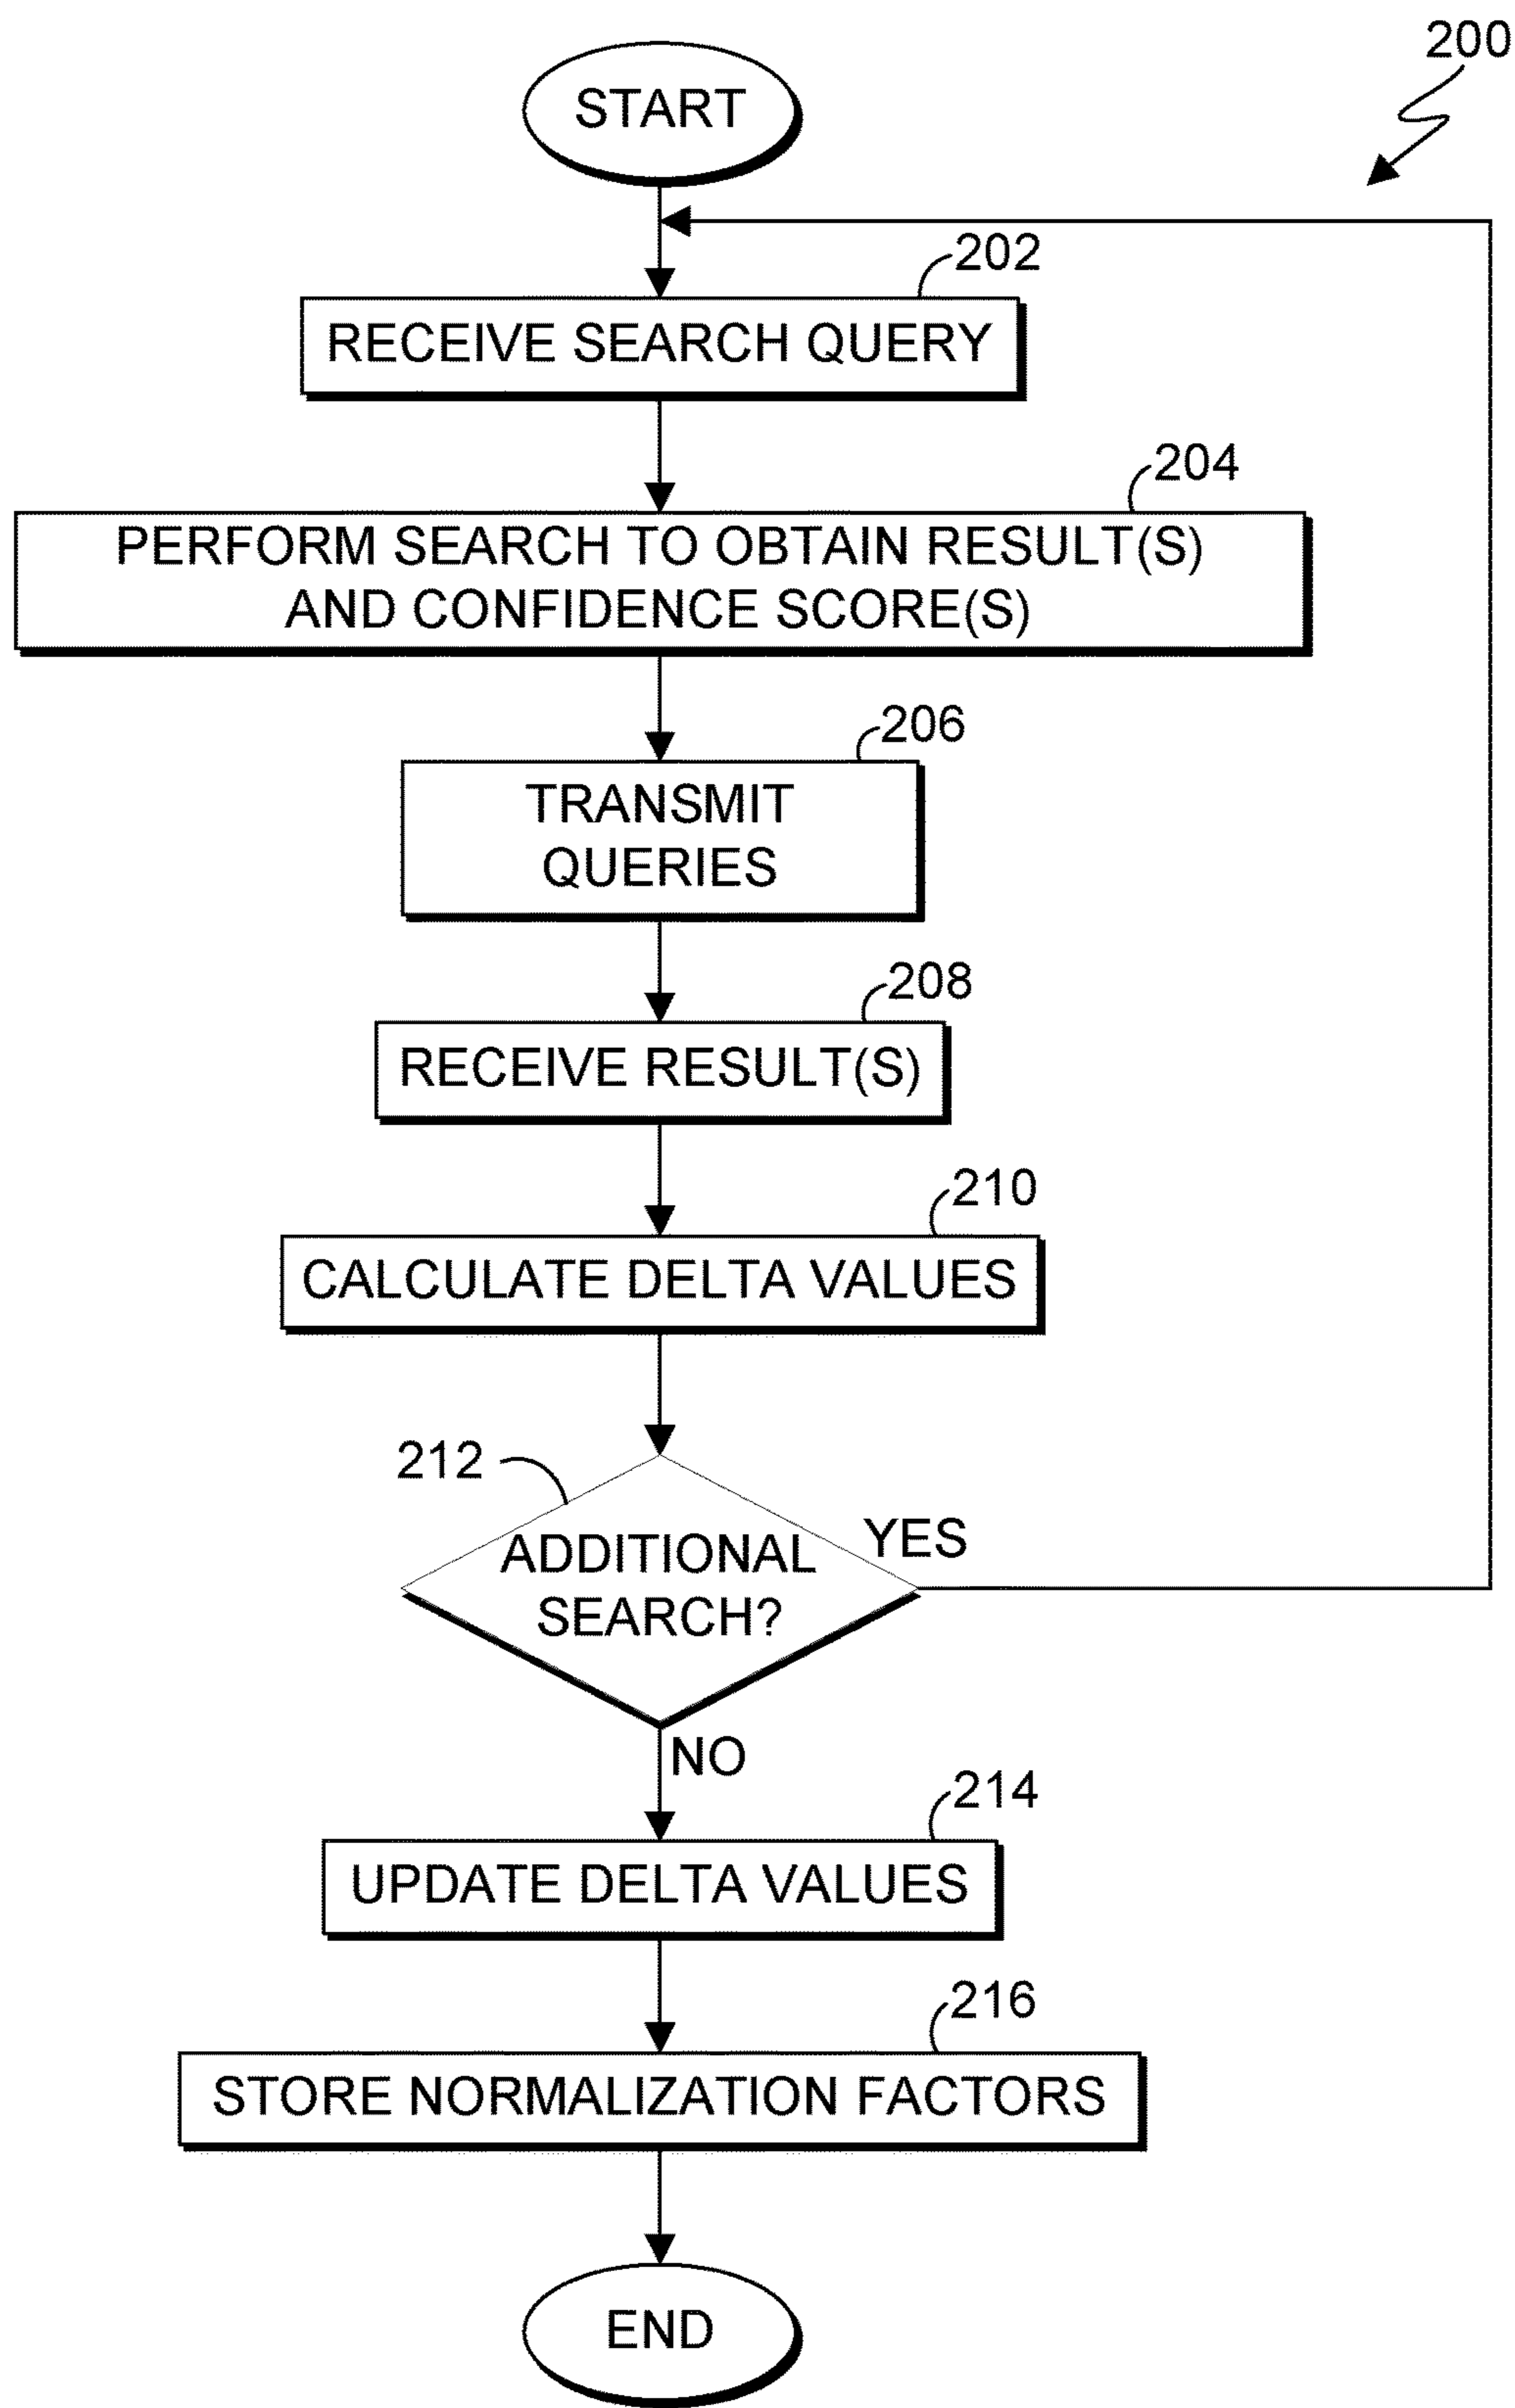 200
START
202
RECEIVE SEARCH QUERY
204
PERFORM SEARCH TO OBTAIN RESULT(S)
AND CONFIDENCE SCORE(S)
206
TRANSMIT
QUERIES
208
RECEIVE RESULT(S)
210
CALCULATE DELTA VALUES
212
ADDITIONAL
SEARCH?
YES
NO
214
UPDATE DELTA VALUES
216
STORE NORMALIZATION FACTORS
END